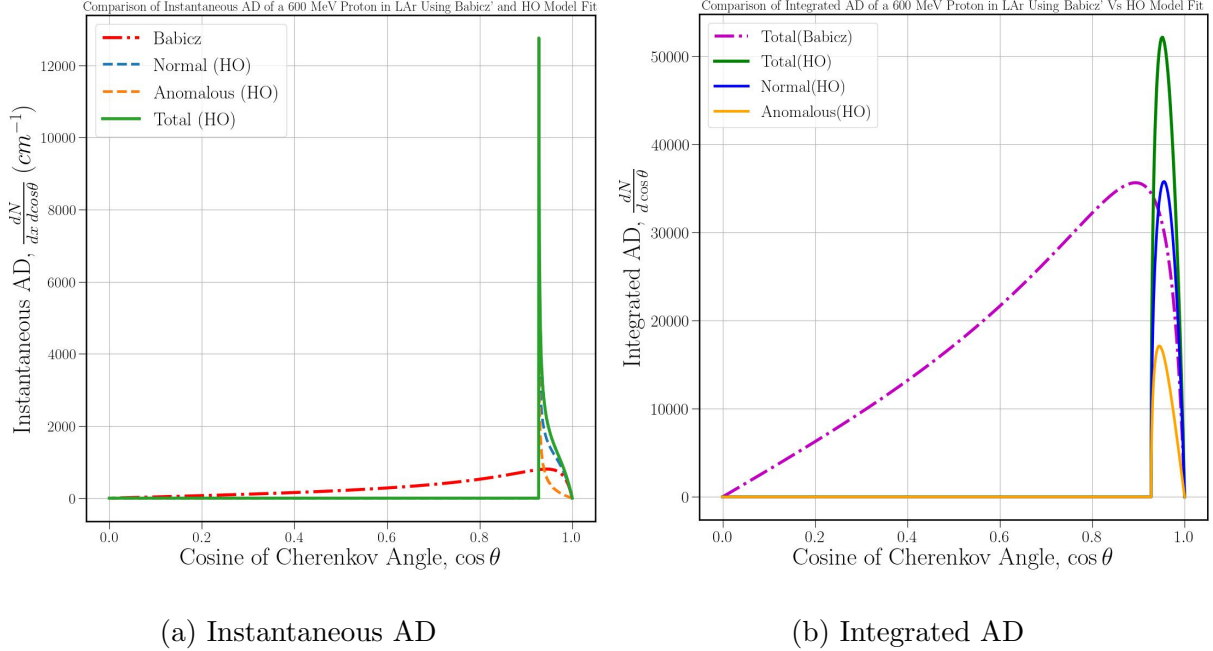 Comparison of Instantaneous AD of a 600 MeV Proton in LAr Using Babicz' and HO Model Fit
Babicz
Normal (HO)
Anomalous (HO)
Total (HO)
12000
10000
8000
6000
4000
2000
0
Instantaneous AD, \frac{dN}{dx\,dcos\theta} (cm^{-1})
0.0 0.2 0.4 0.6 0.8 1.0
Cosine of Cherenkov Angle, cos θ
(a) Instantaneous AD
Comparison of Integrated AD of a 600 MeV Proton in LAr Using Babicz' Vs HO Model Fit
Total(Babicz)
Total(HO)
Normal(HO)
Anomalous(HO)
50000
40000
30000
20000
10000
0
Integrated AD, \frac{dN}{d\cos\theta}
0.0 0.2 0.4 0.6 0.8 1.0
Cosine of Cherenkov Angle, cos θ
(b) Integrated AD